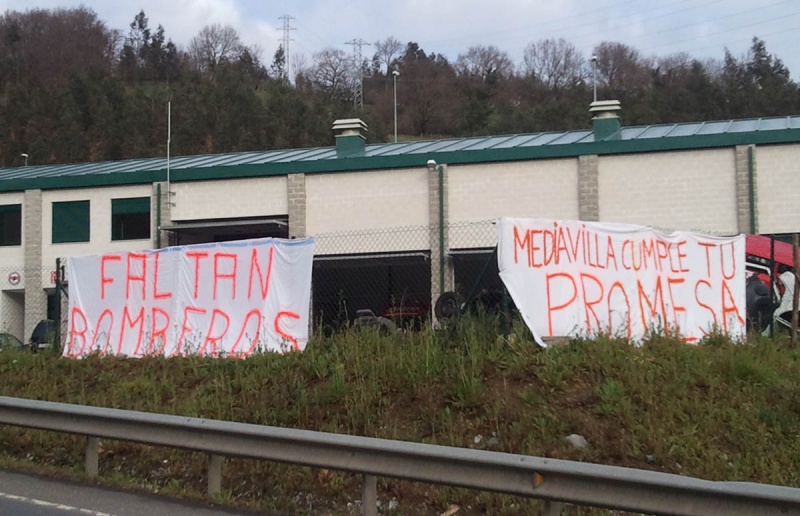 FALTAN
BOMBEROS
MEDIAVILLA CUMPLE TU
PROMESA